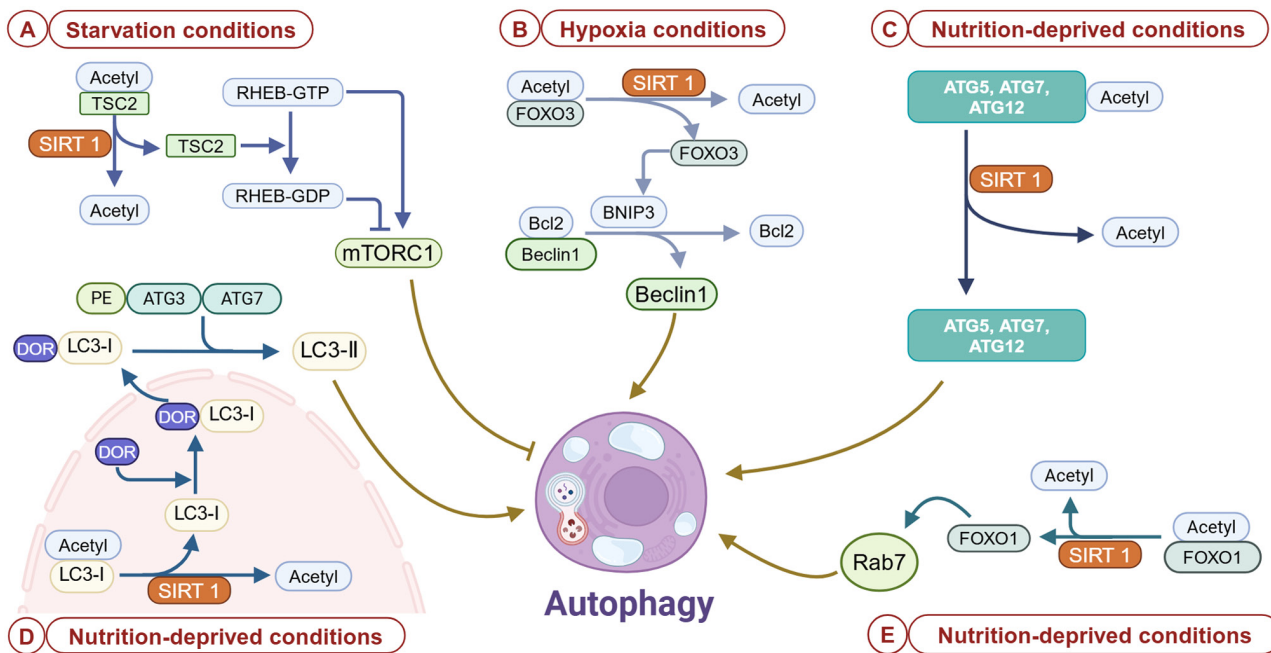 A
Starvation conditions
Acetyl
TSC2
SIRT 1
TSC2
Acetyl
RHEB-GTP
RHEB-GDP
mTORC1
B
Hypoxia conditions
Acetyl
FOXO3
SIRT 1
Acetyl
FOXO3
BNIP3
Bcl2
Beclin1
Bcl2
Beclin1
C
Nutrition-deprived conditions
ATG5, ATG7,
ATG12
Acetyl
SIRT 1
Acetyl
ATG5, ATG7,
ATG12
PE
ATG3
ATG7
DOR
LC3-I
LC3-II
DOR
LC3-I
DOR
LC3-I
Acetyl
LC3-I
SIRT 1
Acetyl
D
Nutrition-deprived conditions
Autophagy
Acetyl
Acetyl
FOXO1
SIRT 1
FOXO1
Rab7
E
Nutrition-deprived conditions